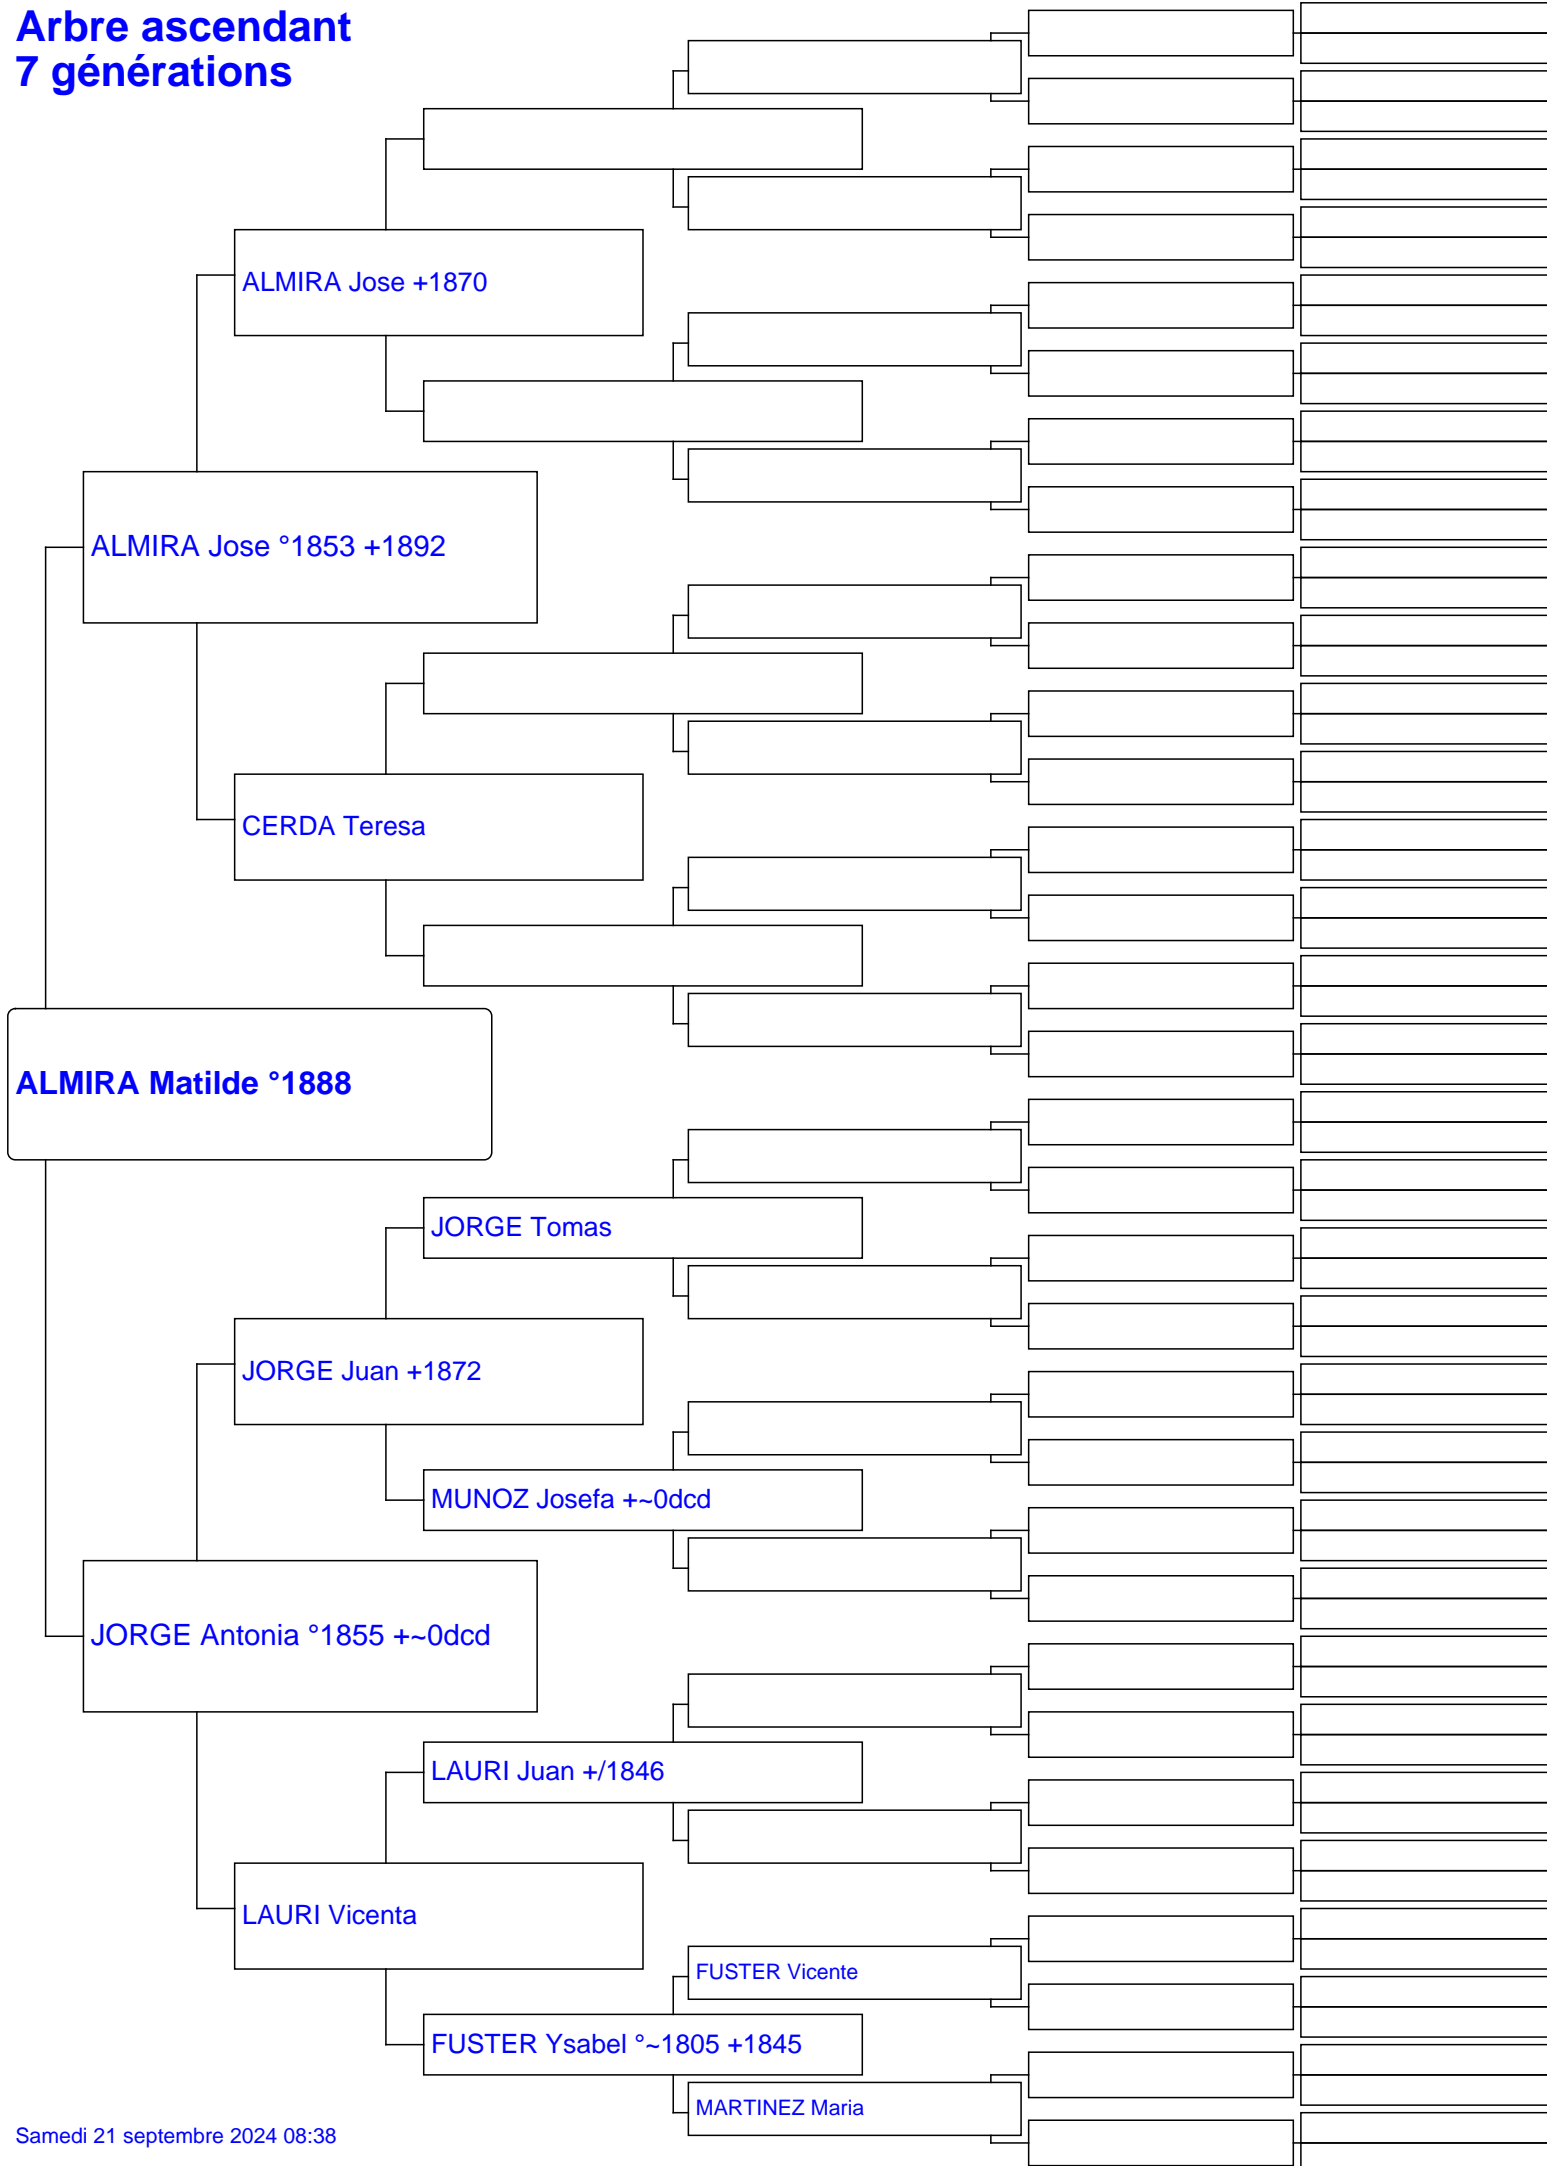 Arbre ascendant
7 générations
ALMIRA Jose +1870
ALMIRA Jose °1853 +1892
CERDA Teresa
ALMIRA Matilde °1888
JORGE Tomas
JORGE Juan +1872
MUNOZ Josefa +~0dcd
JORGE Antonia °1855 +~0dcd
LAURI Juan +/1846
LAURI Vicenta
FUSTER Vicente
FUSTER Ysabel °~1805 +1845
MARTINEZ Maria
Samedi 21 septembre 2024 08:38